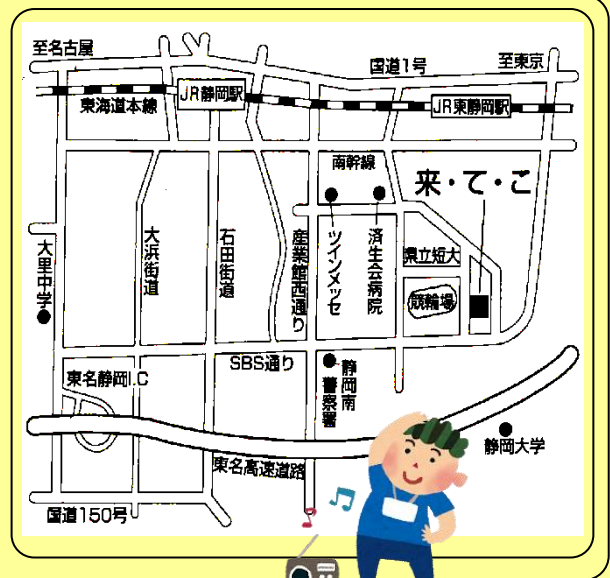 至名古屋
国道1号
至東京
東海道本線
JR静岡駅
JR東静岡駅
南幹線
来・て・こ
大里中学
大浜街道
石田街道
産業館西通り
ツインメッセ
済生会病院
県立短大
競輪場
SBS通り
静岡南
警察署
東名静岡I.C
静岡大学
東名高速道路
国道150号